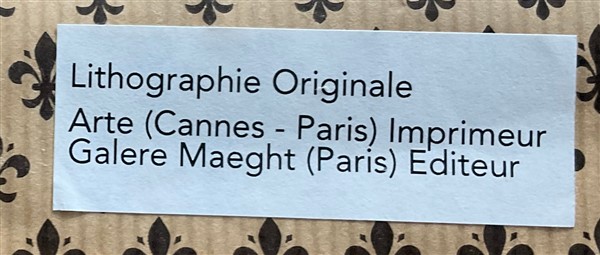 Lithographie Originale
Arte (Cannes - Paris) Imprimeur
Galere Maeght (Paris) Editeur